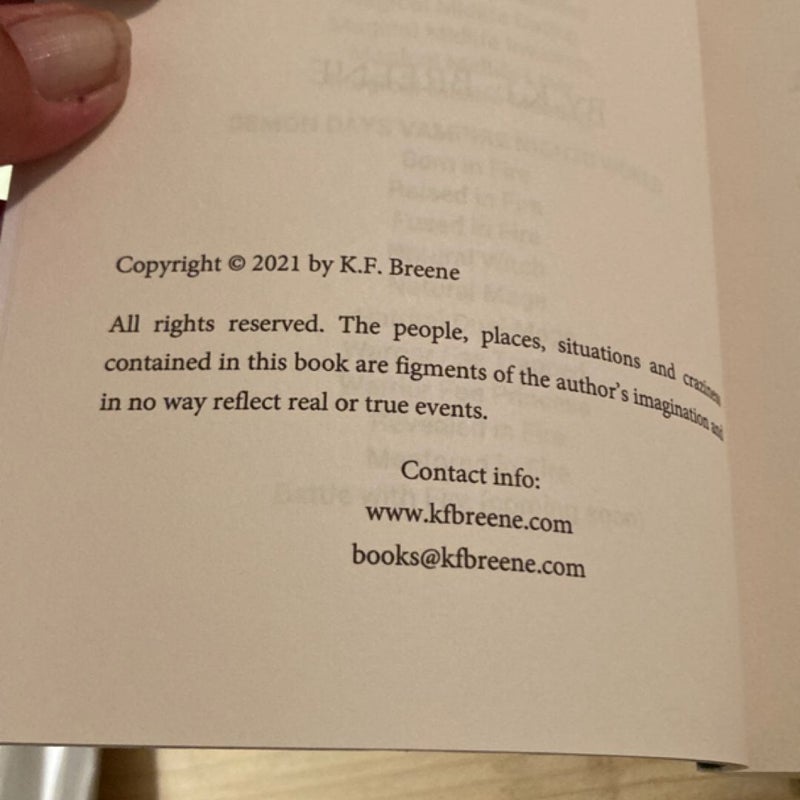 Copyright © 2021 by K.F. Breene
All rights reserved. The people, places, situations and craziness
contained in this book are figments of the author's imagination and
in no way reflect real or true events.
Contact info:
www.kfbreene.com
books@kfbreene.com